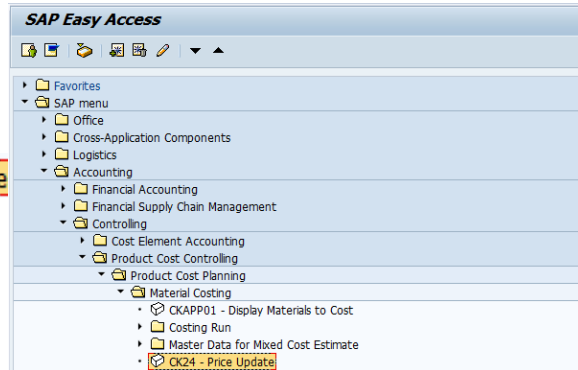 SAP Easy Access
Favorites
SAP menu
Office
Cross-Application Components
Logistics
Accounting
Financial Accounting
Financial Supply Chain Management
Controlling
Cost Element Accounting
Product Cost Controlling
Product Cost Planning
Material Costing
CKAPP01 - Display Materials to Cost
Costing Run
Master Data for Mixed Cost Estimate
CK24 - Price Update